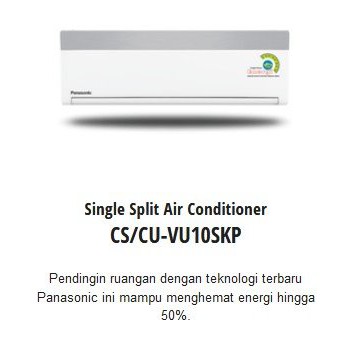 Panasonic
Single Split Air Conditioner
CS/CU-VU10SKP
Pendingin ruangan dengan teknologi terbaru
Panasonic ini mampu menghemat energi hingga
50%.